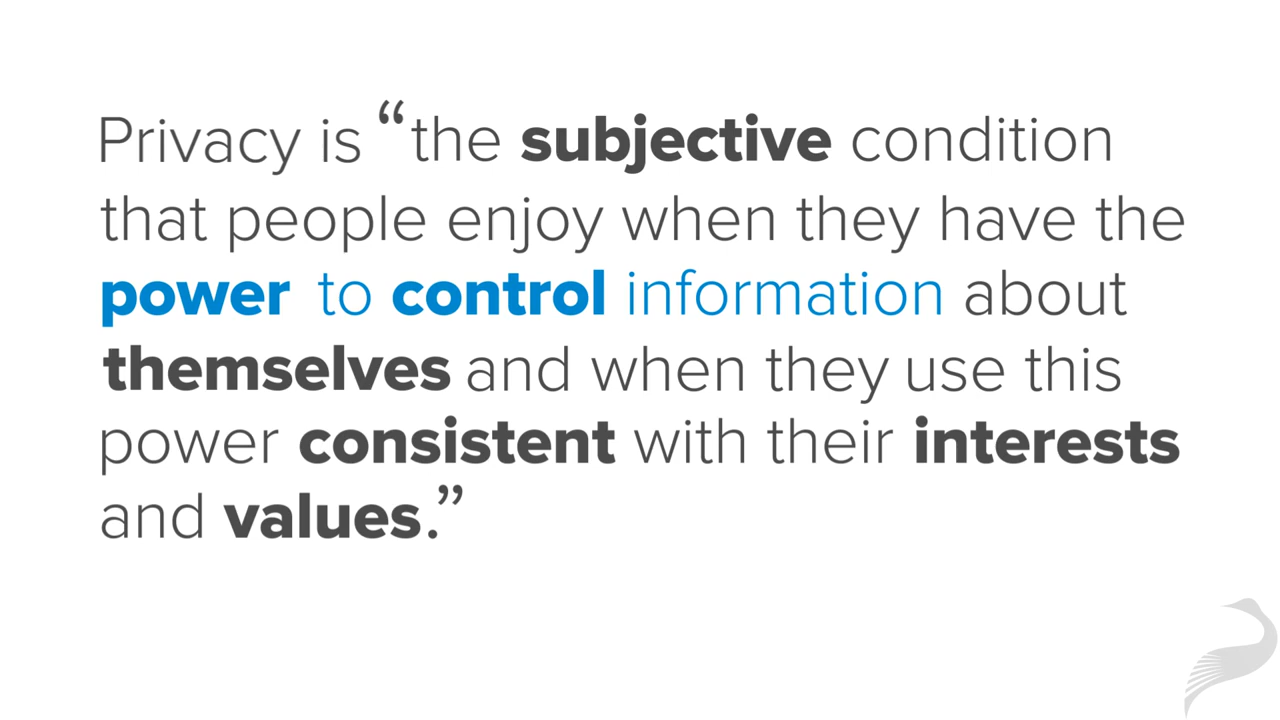 Privacy is “the subjective condition
that people enjoy when they have the
power to control information about
themselves and when they use this
power consistent with their interests
and values.”